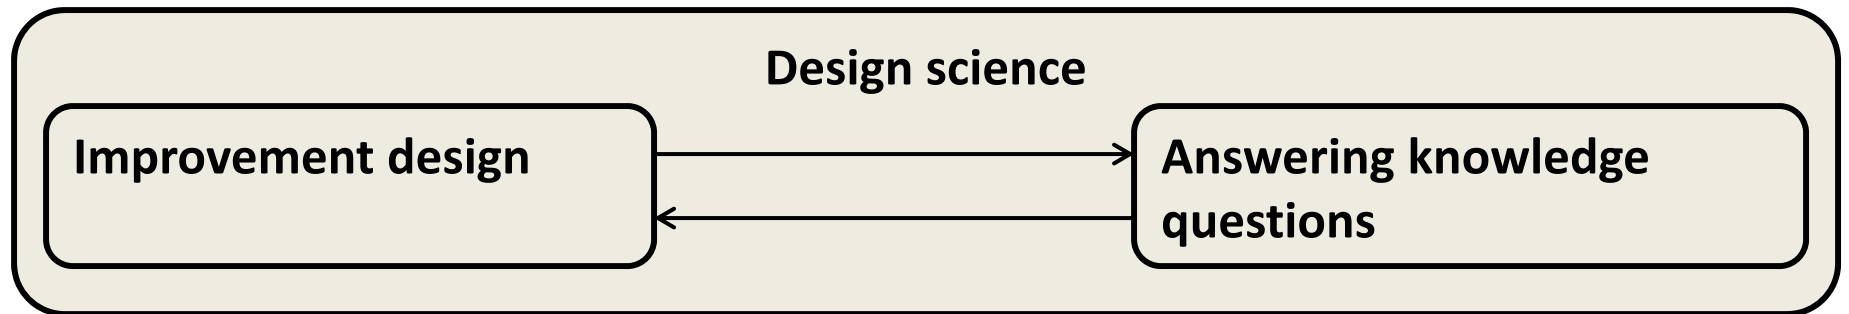 Design science
Improvement design
Answering knowledge
questions